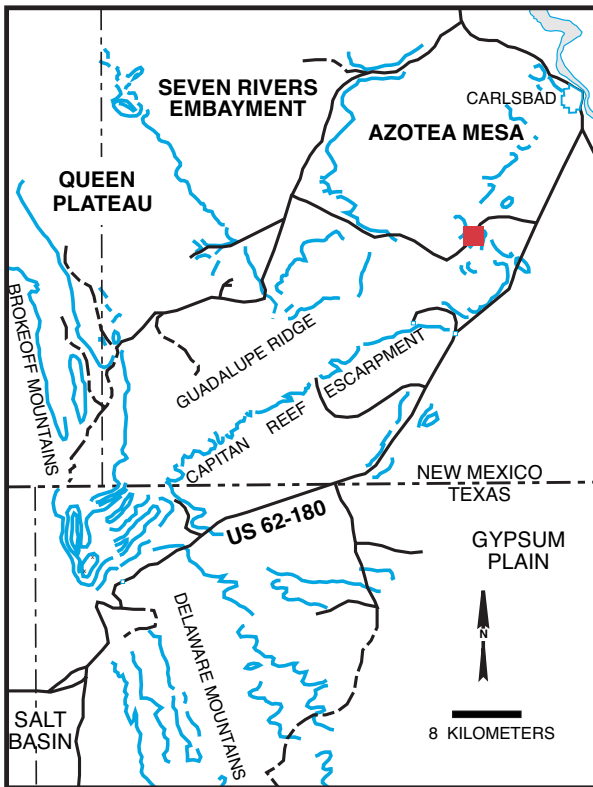 SEVEN RIVERS
EMBAYMENT
CARLSBAD
AZOTEA MESA
QUEEN
PLATEAU
BROKEOFF MOUNTAINS
GUADALUPE RIDGE
CAPITAN REEF ESCARPMENT
NEW MEXICO
TEXAS
US 62-180
GYPSUM
PLAIN
DELAWARE MOUNTAINS
N
SALT
BASIN
8 KILOMETERS